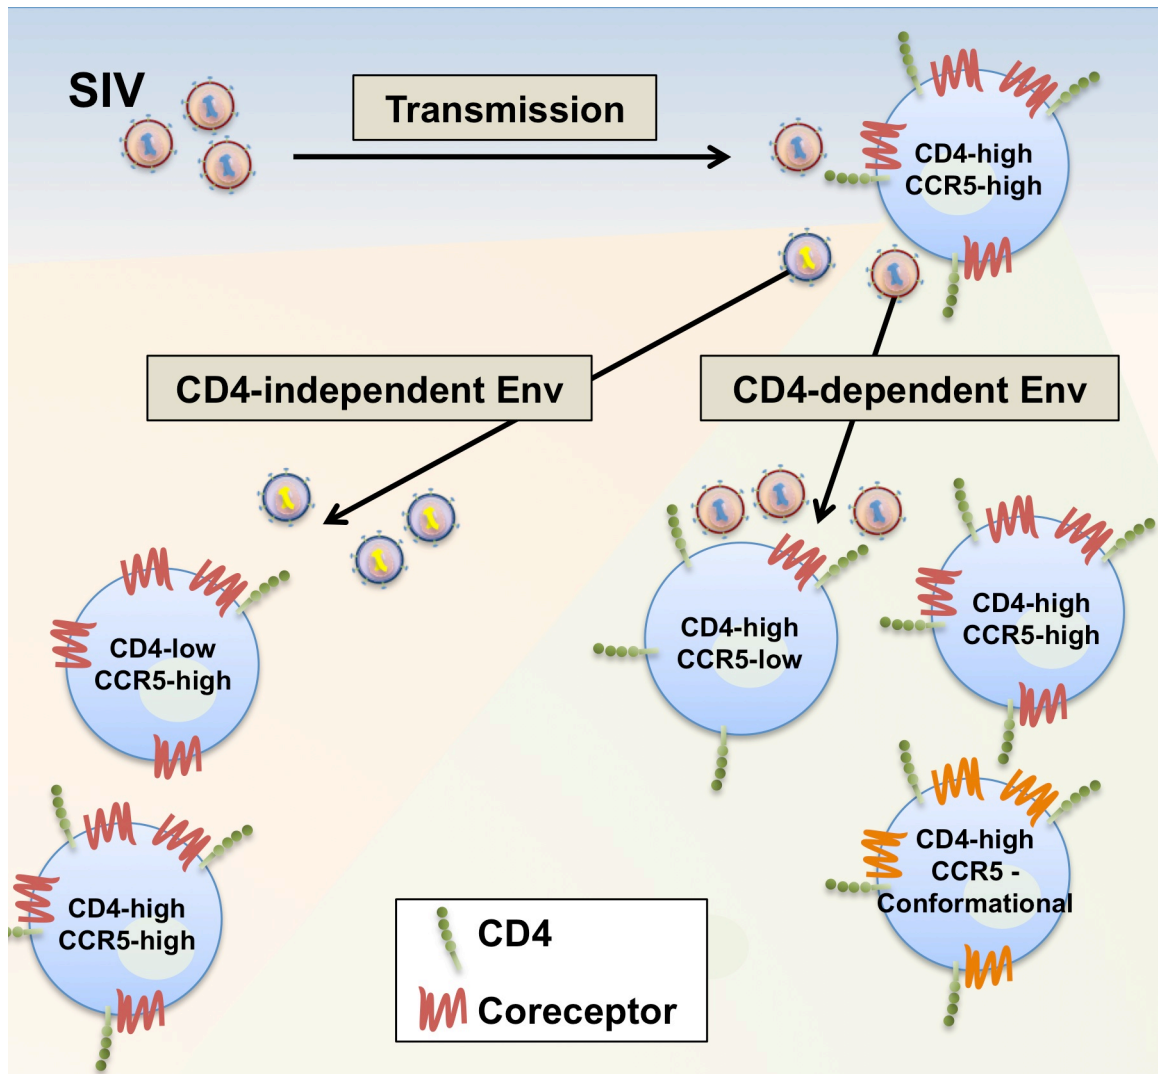 SIV
Transmission
CD4-high
CCR5-high
CD4-independent Env
CD4-dependent Env
CD4-low
CCR5-high
CD4-high
CCR5-low
CD4-high
CCR5-high
CD4-high
CCR5-high
CD4-high
CCR5 -
Conformational
CD4
Coreceptor